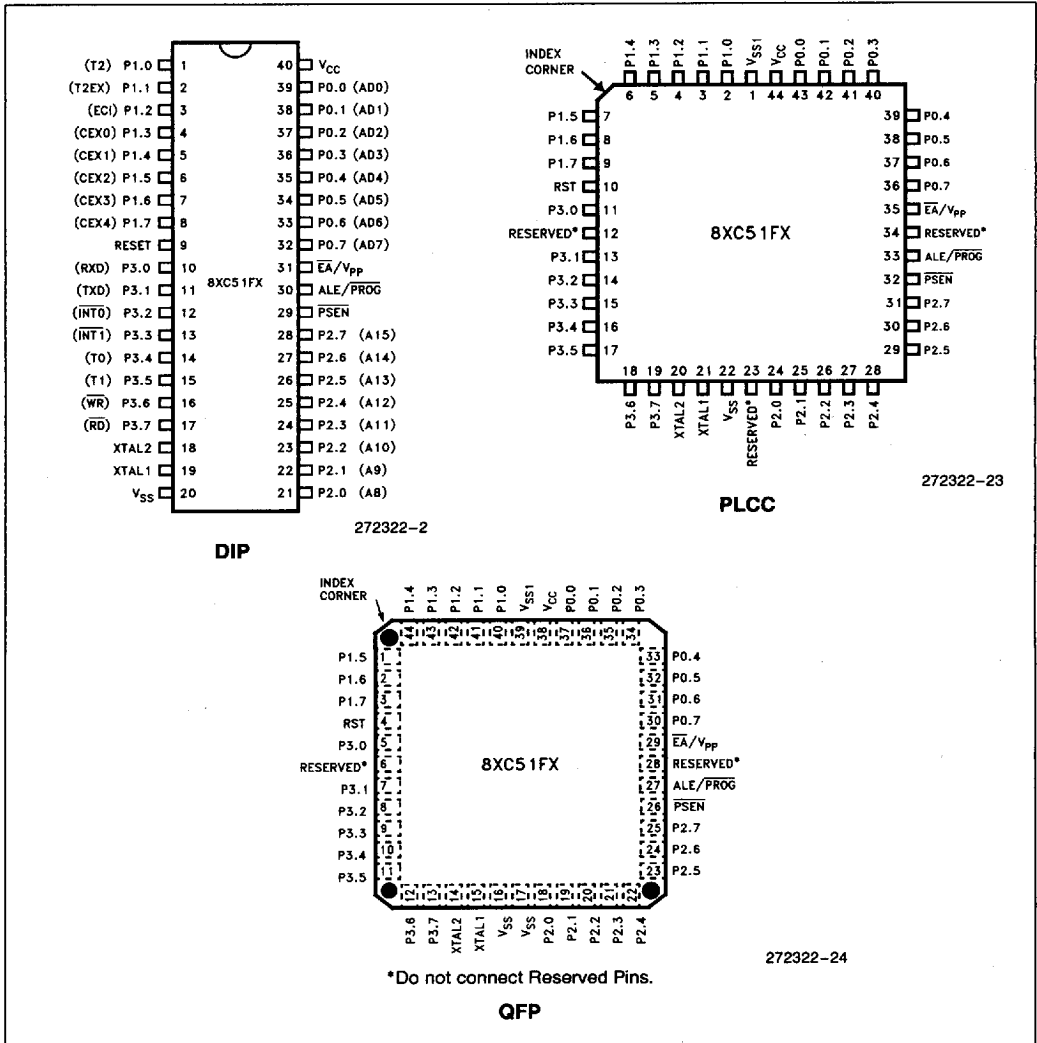 (T2) P1.0 1 40 VCC
(T2EX) P1.1 2 39 P0.0 (AD0)
(ECI) P1.2 3 38 P0.1 (AD1)
(CEX0) P1.3 4 37 P0.2 (AD2)
(CEX1) P1.4 5 36 P0.3 (AD3)
(CEX2) P1.5 6 35 P0.4 (AD4)
(CEX3) P1.6 7 34 P0.5 (AD5)
(CEX4) P1.7 8 33 P0.6 (AD6)
RESET 9 32 P0.7 (AD7)
(RXD) P3.0 10 31 E̅A̅/VPP
8XC51FX
(TXD) P3.1 11 30 ALE/P̅R̅O̅G̅
(I̅N̅T̅0̅) P3.2 12 29 P̅S̅E̅N̅
(I̅N̅T̅1̅) P3.3 13 28 P2.7 (A15)
(T0) P3.4 14 27 P2.6 (A14)
(T1) P3.5 15 26 P2.5 (A13)
(W̅R̅) P3.6 16 25 P2.4 (A12)
(R̅D̅) P3.7 17 24 P2.3 (A11)
XTAL2 18 23 P2.2 (A10)
XTAL1 19 22 P2.1 (A9)
VSS 20 21 P2.0 (A8)
272322-2
DIP
INDEX
CORNER
P1.4 P1.3 P1.2 P1.1 P1.0 VSS1 VCC P0.0 P0.1 P0.2 P0.3
6 5 4 3 2 1 44 43 42 41 40
P1.5 7 39 P0.4
P1.6 8 38 P0.5
P1.7 9 37 P0.6
RST 10 36 P0.7
P3.0 11 35 E̅A̅/VPP
RESERVED* 12 8XC51FX 34 RESERVED*
P3.1 13 33 ALE/P̅R̅O̅G̅
P3.2 14 32 P̅S̅E̅N̅
P3.3 15 31 P2.7
P3.4 16 30 P2.6
P3.5 17 29 P2.5
18 19 20 21 22 23 24 25 26 27 28
P3.6 P3.7 XTAL2 XTAL1 VSS RESERVED* P2.0 P2.1 P2.2 P2.3 P2.4
272322-23
PLCC
INDEX
CORNER
P1.4 P1.3 P1.2 P1.1 P1.0 VSS1 VCC P0.0 P0.1 P0.2 P0.3
44 43 42 41 40 39 38 37 36 35 34
P1.5 1 33 P0.4
P1.6 2 32 P0.5
P1.7 3 31 P0.6
RST 4 30 P0.7
P3.0 5 29 E̅A̅/VPP
RESERVED* 6 8XC51FX 28 RESERVED*
P3.1 7 27 ALE/P̅R̅O̅G̅
P3.2 8 26 P̅S̅E̅N̅
P3.3 9 25 P2.7
P3.4 10 24 P2.6
P3.5 11 23 P2.5
12 13 14 15 16 17 18 19 20 21 22
P3.6 P3.7 XTAL2 XTAL1 VSS VSS P2.0 P2.1 P2.2 P2.3 P2.4
272322-24
*Do not connect Reserved Pins.
QFP